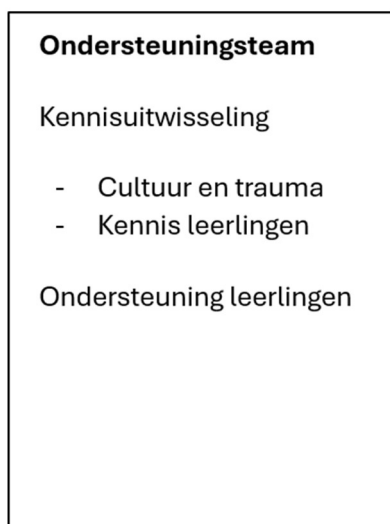 Ondersteuningsteam
Kennisuitwisseling
- Cultuur en trauma
- Kennis leerlingen
Ondersteuning leerlingen